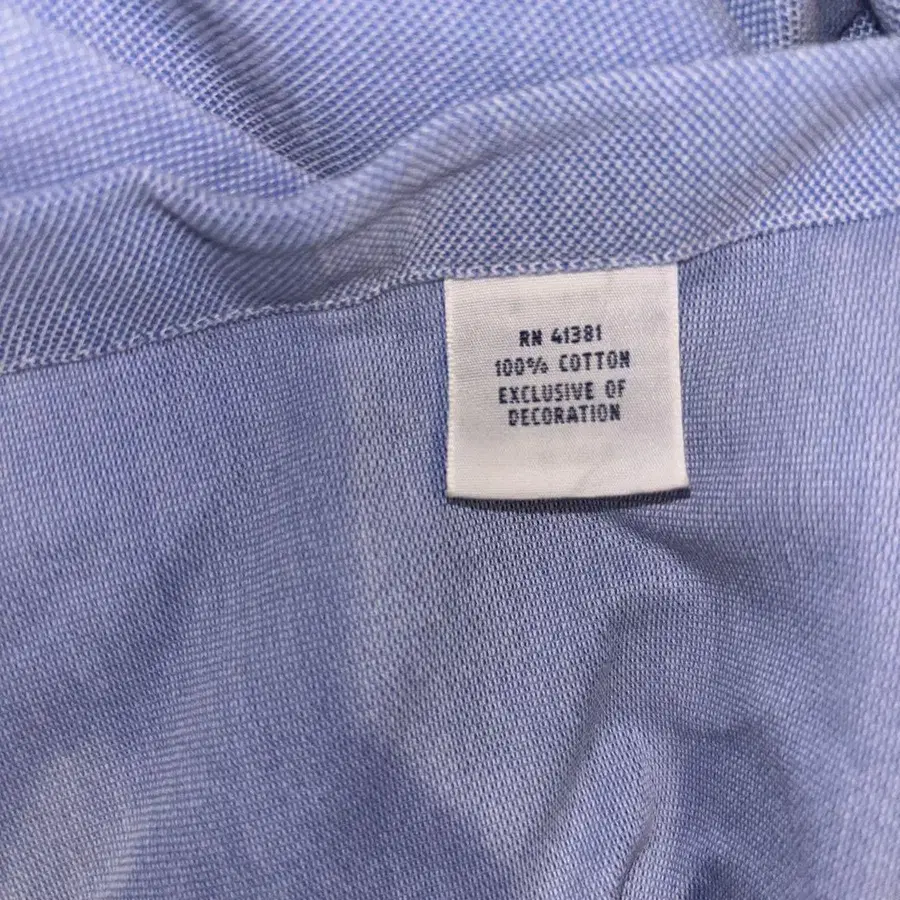 RN 41381
100% COTTON
EXCLUSIVE OF
DECORATION